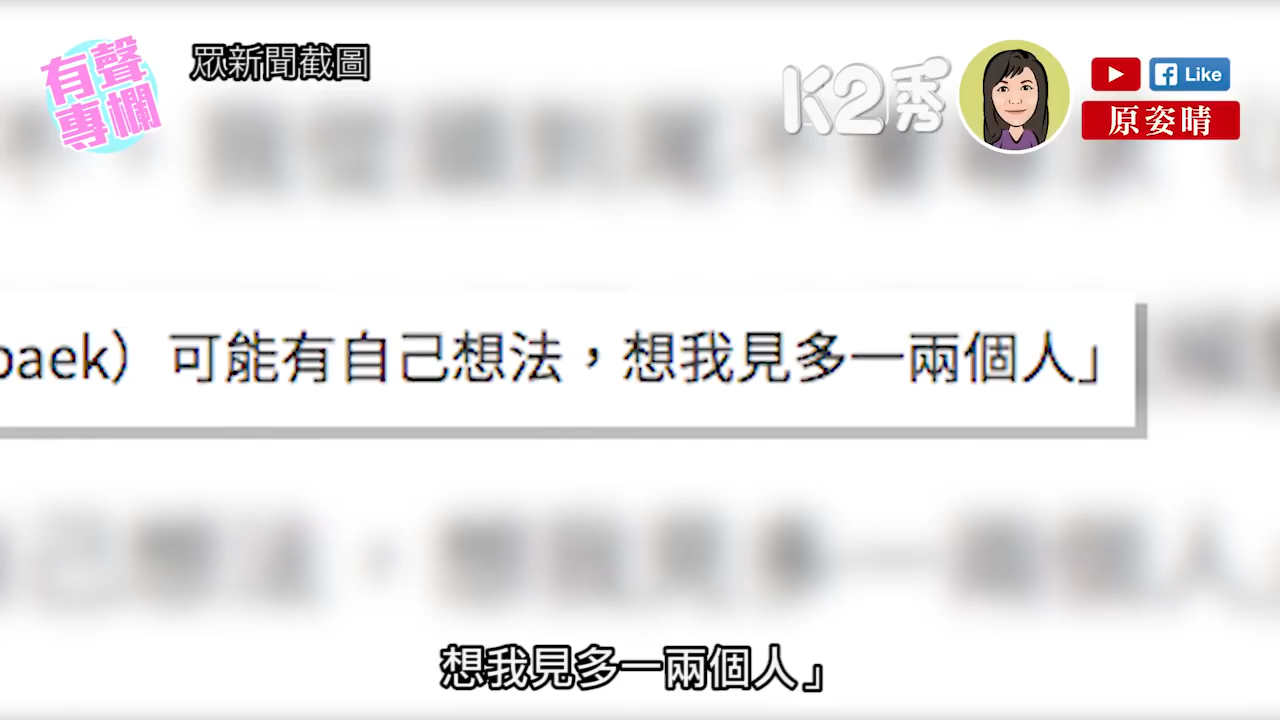 有聲
專欄
眾新聞截圖
K2秀
Like
原姿晴
paek）可能有自己想法，想我見多一兩個人」
想我見多一兩個人」